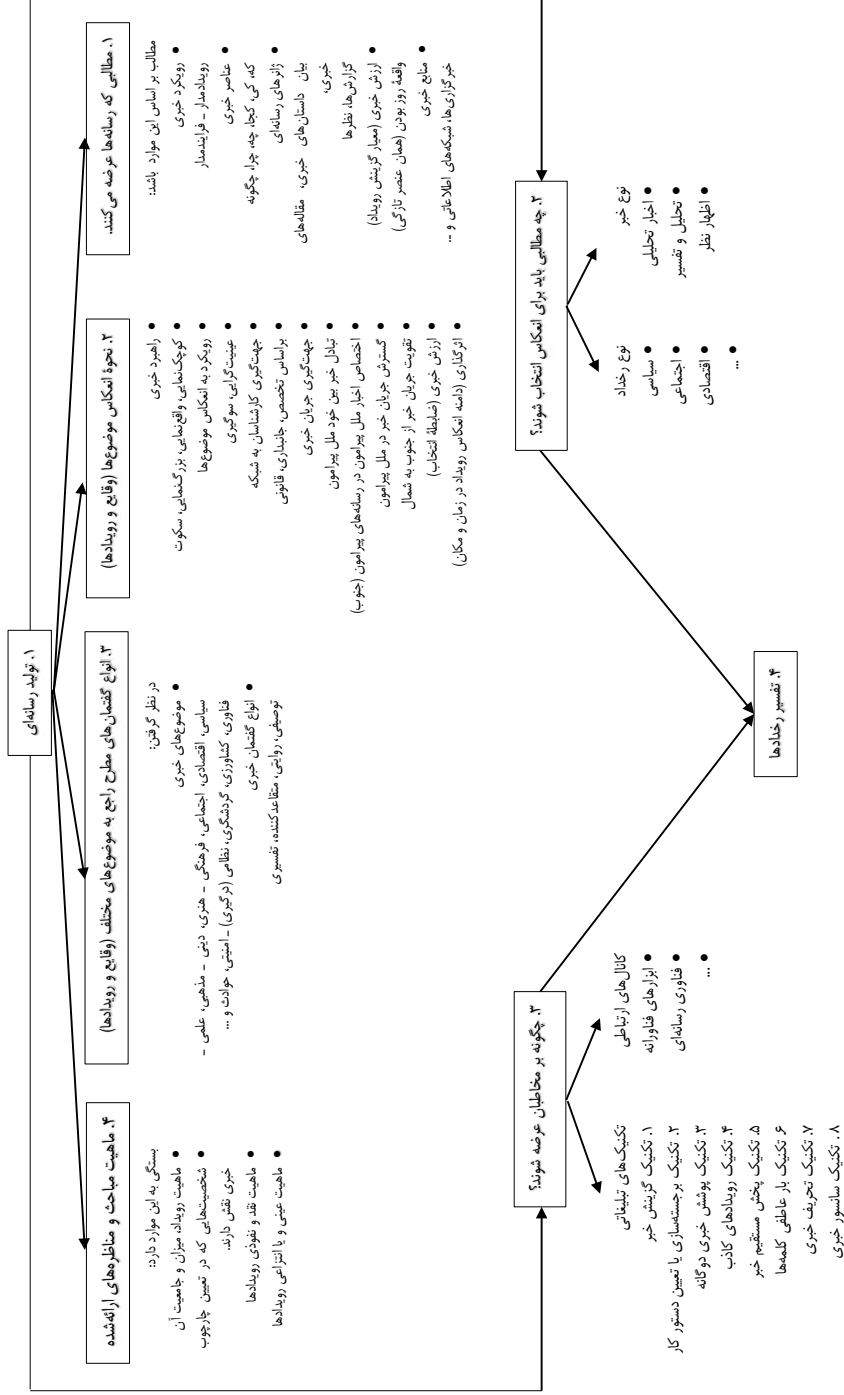 ۱. تولید رسانه‌ای
۱. مطالبی که رسانه‌ها عرضه می‌کنند.
مطالب بر اساس این موارد باشد:
● رویکرد خبری
رویدادمدار - فرایندمدار
● عناصر خبری
که، کی، کجا، چه، چرا، چگونه
● ژانرهای رسانه‌ای
بیان داستان‌های خبری، مقاله‌های
خبری، گزارش‌ها، نظرها
● ارزش خبری (معیار گزینش رویداد)
واقعۀ روز بودن (همان عنصر تازگی)
● منابع خبری
خبرگزاری‌ها، شبکه‌های اطلاعاتی و ...
۲. نحوۀ انعکاس موضوع‌ها (وقایع و رویدادها)
● راهبرد خبری
کوچک‌نمایی، واقع‌نمایی، بزرگ‌نمایی، سکوت
● رویکرد به انعکاس موضوع‌ها
عینیت‌گرایی، سوگیری
● جهت‌گیری کارشناسان به شبکه
براساس تخصص، جانبداری، قانونی
● جهت‌گیری جریان خبری
تبادل خبر بین خود ملل پیرامون
اختصاص اخبار ملل پیرامون در رسانه‌های پیرامون (جنوب)
گسترش جریان خبر در ملل پیرامون
تقویت جریان خبر از جنوب به شمال
● ارزش خبری (ضابطۀ انتخاب)
● اثرگذاری (دامنه انعکاس رویداد در زمان و مکان)
۳. انواع گفتمان‌های مطرح راجع به موضوع‌های مختلف (وقایع و رویدادها)
در نظر گرفتن:
● موضوع‌های خبری
سیاسی، اقتصادی، اجتماعی، فرهنگی - هنری، دینی - مذهبی، علمی -
فناوری، کشاورزی، گردشگری، نظامی (درگیری) - امنیتی، حوادث و ...
● انواع گفتمان خبری
توصیفی، روایتی، متقاعدکننده، تفسیری
۴. ماهیت مباحث و مناظره‌های ارائه‌شده
بستگی به این موارد دارد:
● ماهیت رویداد، میزان و جامعیت آن
● شخصیت‌هایی که در تعیین چارچوب
خبری نقش دارند.
● ماهیت نقد و نفوذی رویدادها
● ماهیت عینی و یا انتزاعی رویدادها
۲. چه مطالبی باید برای انعکاس انتخاب شوند؟
نوع خبر
● اخبار تحلیلی
● تحلیل و تفسیر
● اظهار نظر
نوع رخداد
● سیاسی
● اجتماعی
● اقتصادی
● ...
۳. چگونه بر مخاطبان عرضه شوند؟
کانال‌های ارتباطی
● ابزارهای فناورانه
● فناوری رسانه‌ای
● ...
تکنیک‌های تبلیغاتی
۱. تکنیک گزینش خبر
۲. تکنیک برجسته‌سازی یا تعیین دستور کار
۳. تکنیک پوشش خبری دوگانه
۴. تکنیک رویدادهای کاذب
۵. تکنیک پخش مستقیم خبر
۶. تکنیک بار عاطفی کلمه‌ها
۷. تکنیک تحریف خبری
۸. تکنیک سانسور خبری
۴. تفسیر رخدادها